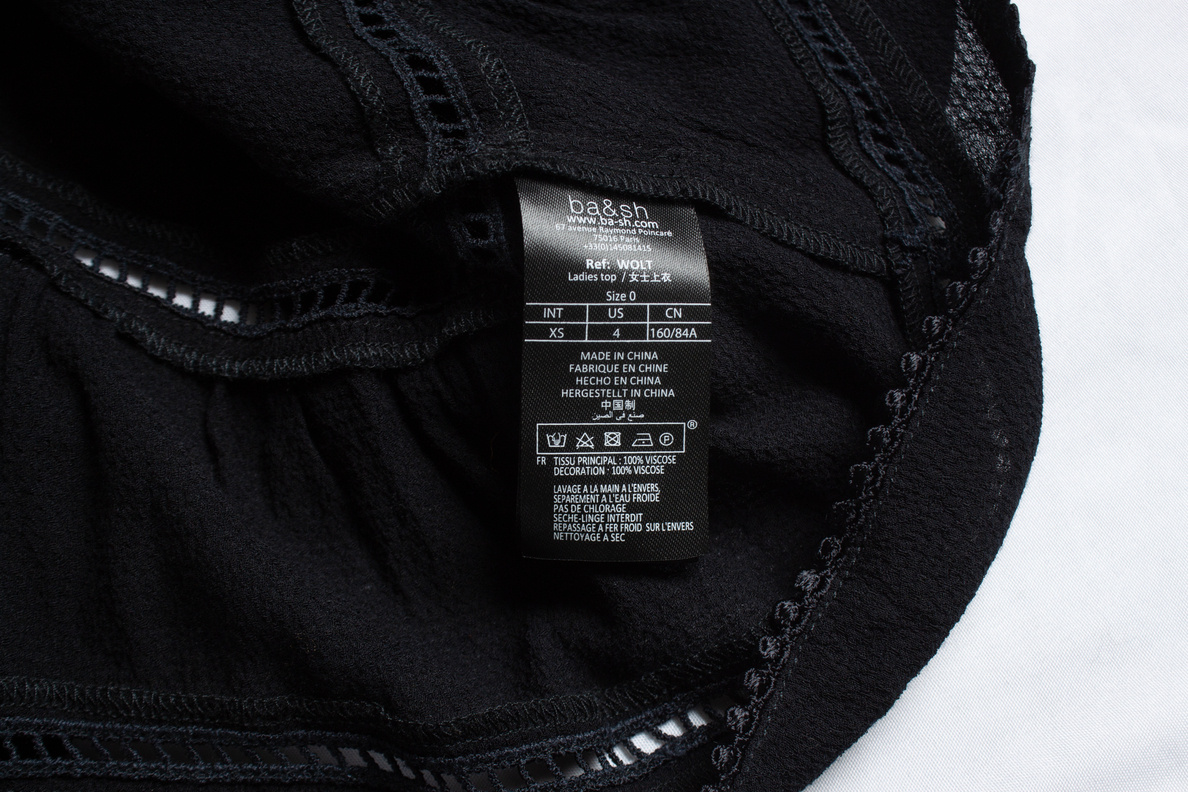 ba&sh
www.ba-sh.com
67 avenue Raymond Poincaré
75016 Paris
+33(0)145081415
Ref: WOLT
Ladies top / 女士上衣
Size 0
INT US CN
XS 4 160/84A
MADE IN CHINA
FABRIQUE EN CHINE
HECHO EN CHINA
HERGESTELLT IN CHINA
中国制
صنع في الصين
®
FR TISSU PRINCIPAL : 100% VISCOSE
DECORATION : 100% VISCOSE
LAVAGE A LA MAIN A L'ENVERS,
SEPAREMENT A L'EAU FROIDE
PAS DE CHLORAGE
SECHE-LINGE INTERDIT
REPASSAGE A FER FROID SUR L'ENVERS
NETTOYAGE A SEC